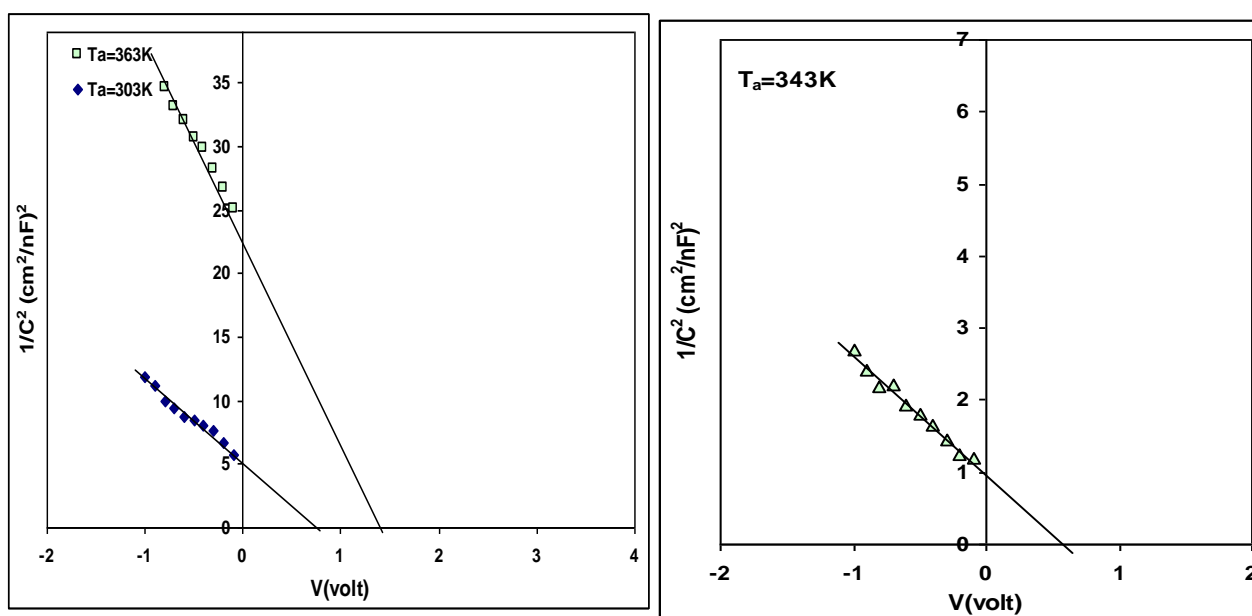 Ta=363K
Ta=303K
35
30
25
20
15
10
5
0
-2 -1 0 1 2 3 4
1/C² (cm²/nF)²
V(volt)
Tₐ=343K
7
6
5
4
3
2
1
0
-2 -1 0 1 2
1/C² (cm²/nF)²
V(volt)